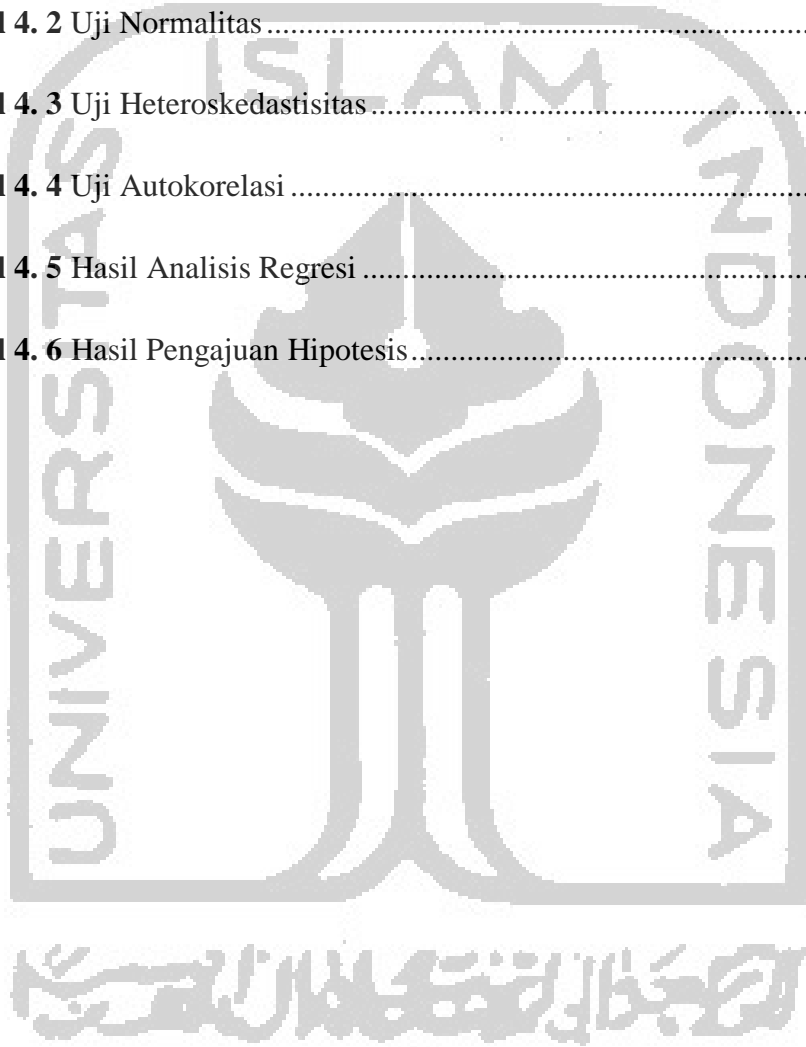 l 4. 2 Uji Normalitas........................................................................................
l 4. 3 Uji Heteroskedastisitas......................................................................
l 4. 4 Uji Autokorelasi...................................................................................
l 4. 5 Hasil Analisis Regresi.......................................................................
l 4. 6 Hasil Pengajuan Hipotesis................................................................
UNIVERSITAS
ISLAM
INDONESIA